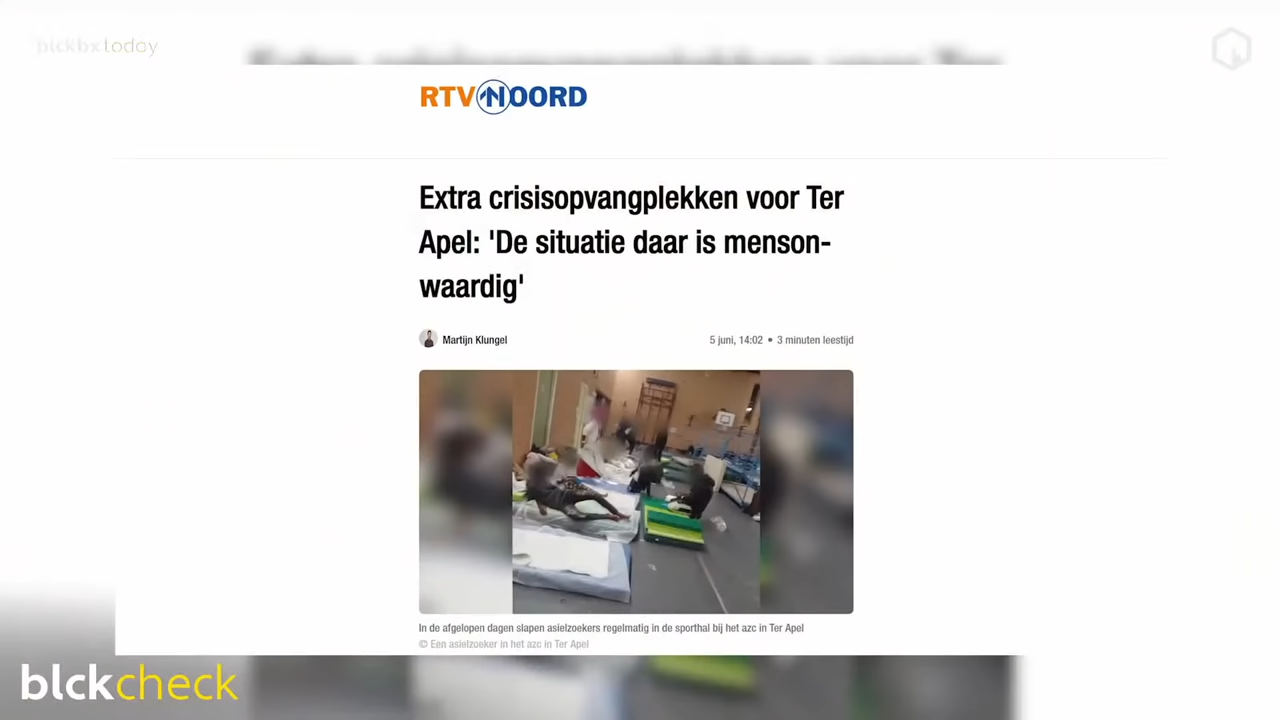 blckbxtoday
RTV NOORD
Extra crisisopvangplekken voor Ter
Apel: 'De situatie daar is menson-
waardig'
Martijn Klungel
5 juni, 14:02 • 3 minuten leestijd
In de afgelopen dagen slapen asielzoekers regelmatig in de sporthal bij het azc in Ter Apel
© Een asielzoeker in het azc in Ter Apel
blckcheck